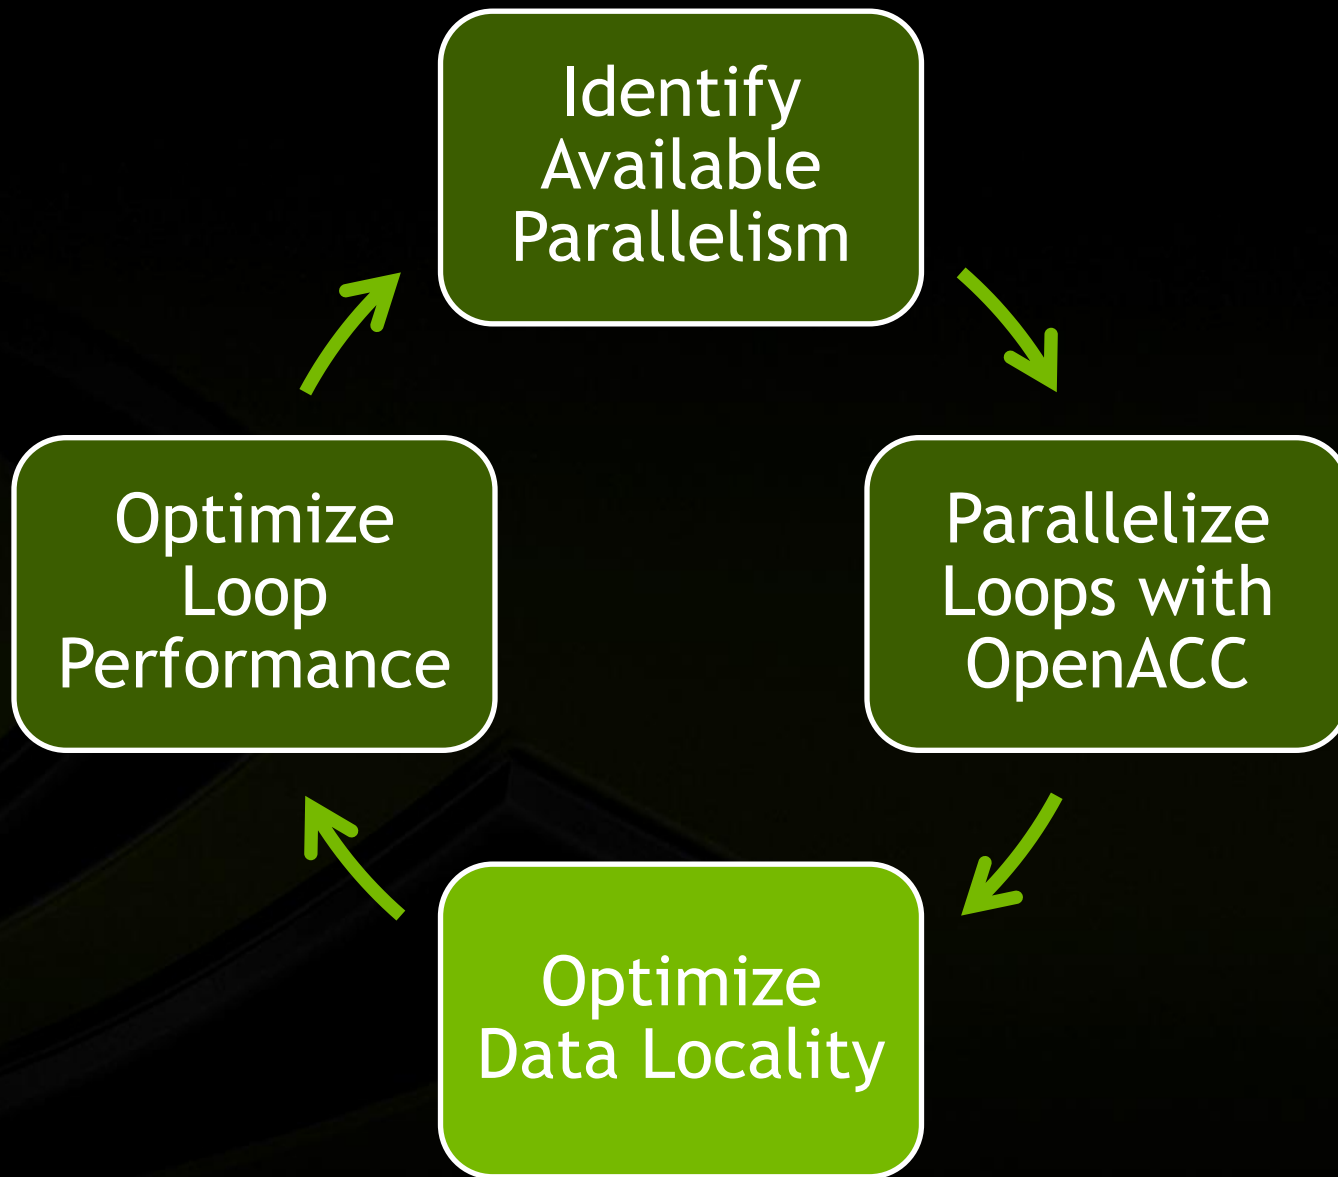 Identify
Available
Parallelism
Optimize
Loop
Performance
Parallelize
Loops with
OpenACC
Optimize
Data Locality